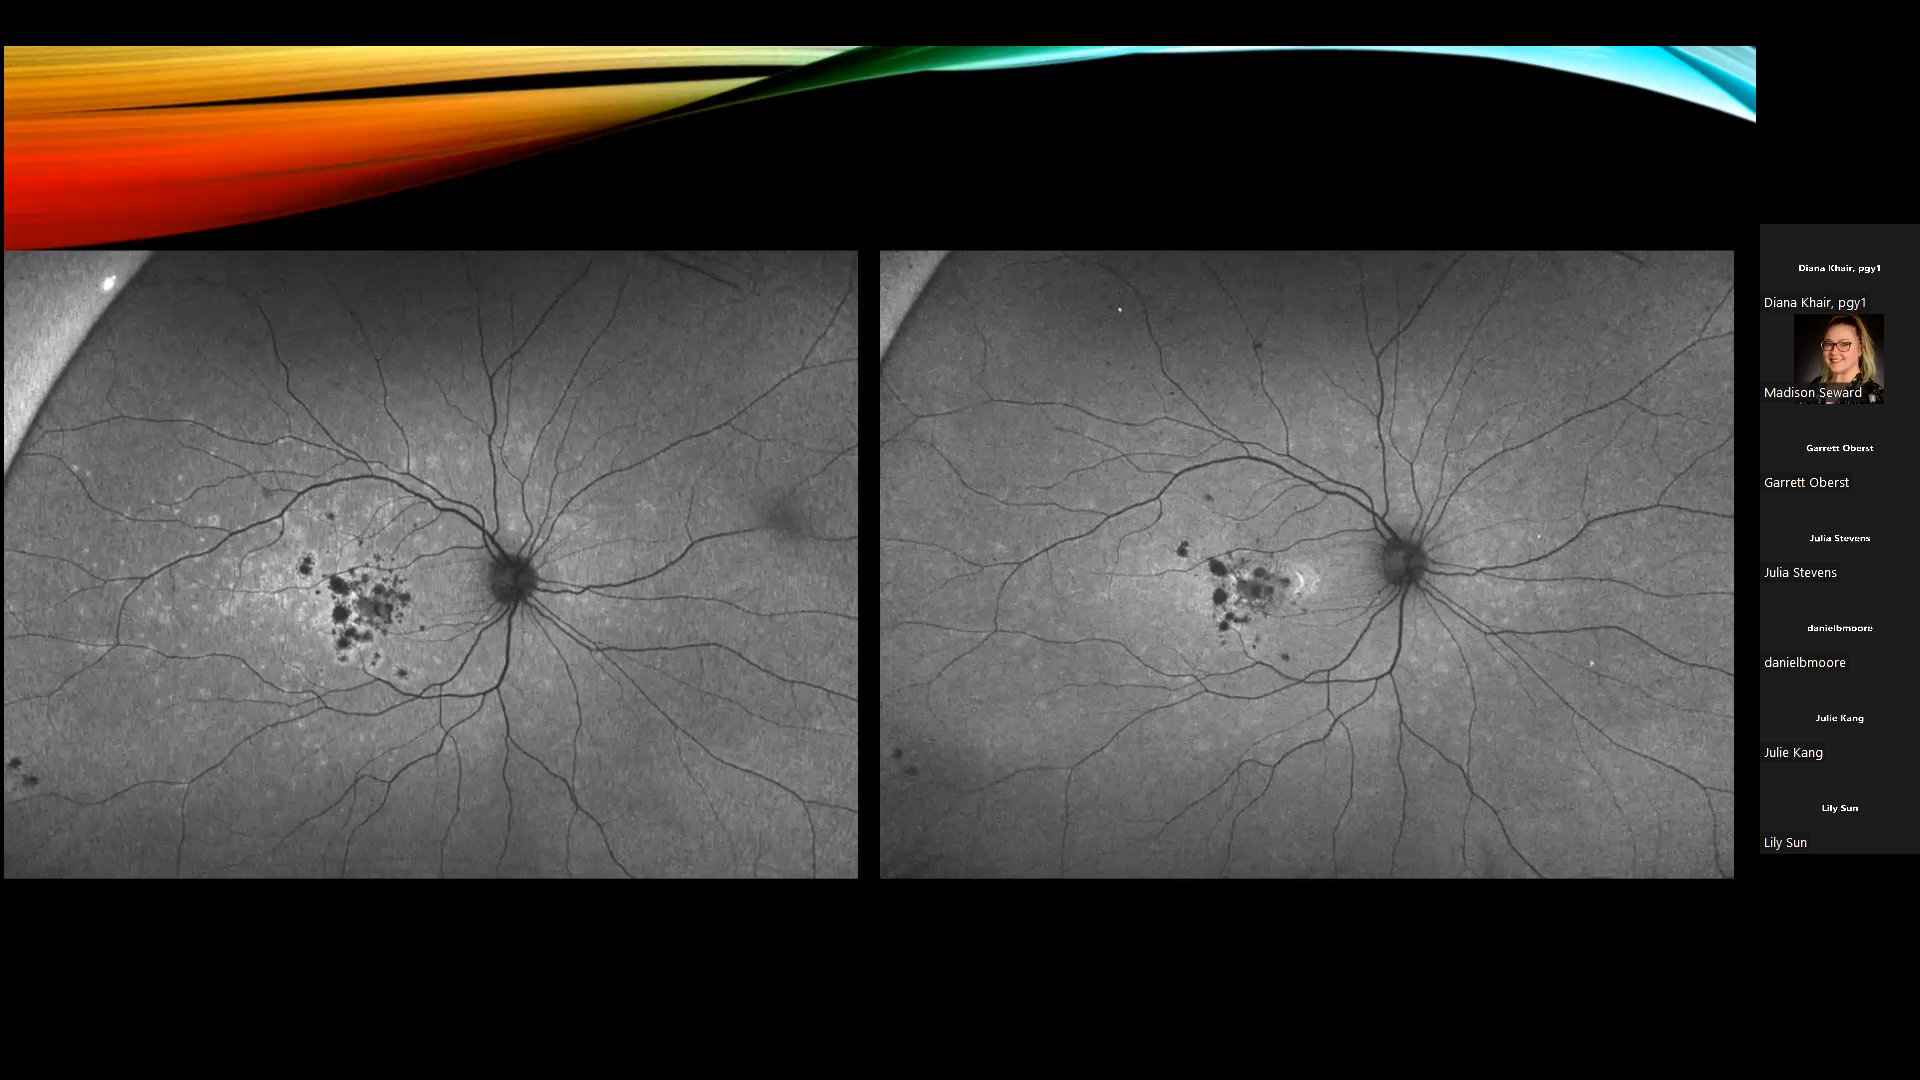 Diana Khair, pgy1
Diana Khair, pgy1
Madison Seward
Garrett Oberst
Garrett Oberst
Julia Stevens
Julia Stevens
danielbmoore
danielbmoore
Julie Kang
Julie Kang
Lily Sun
Lily Sun